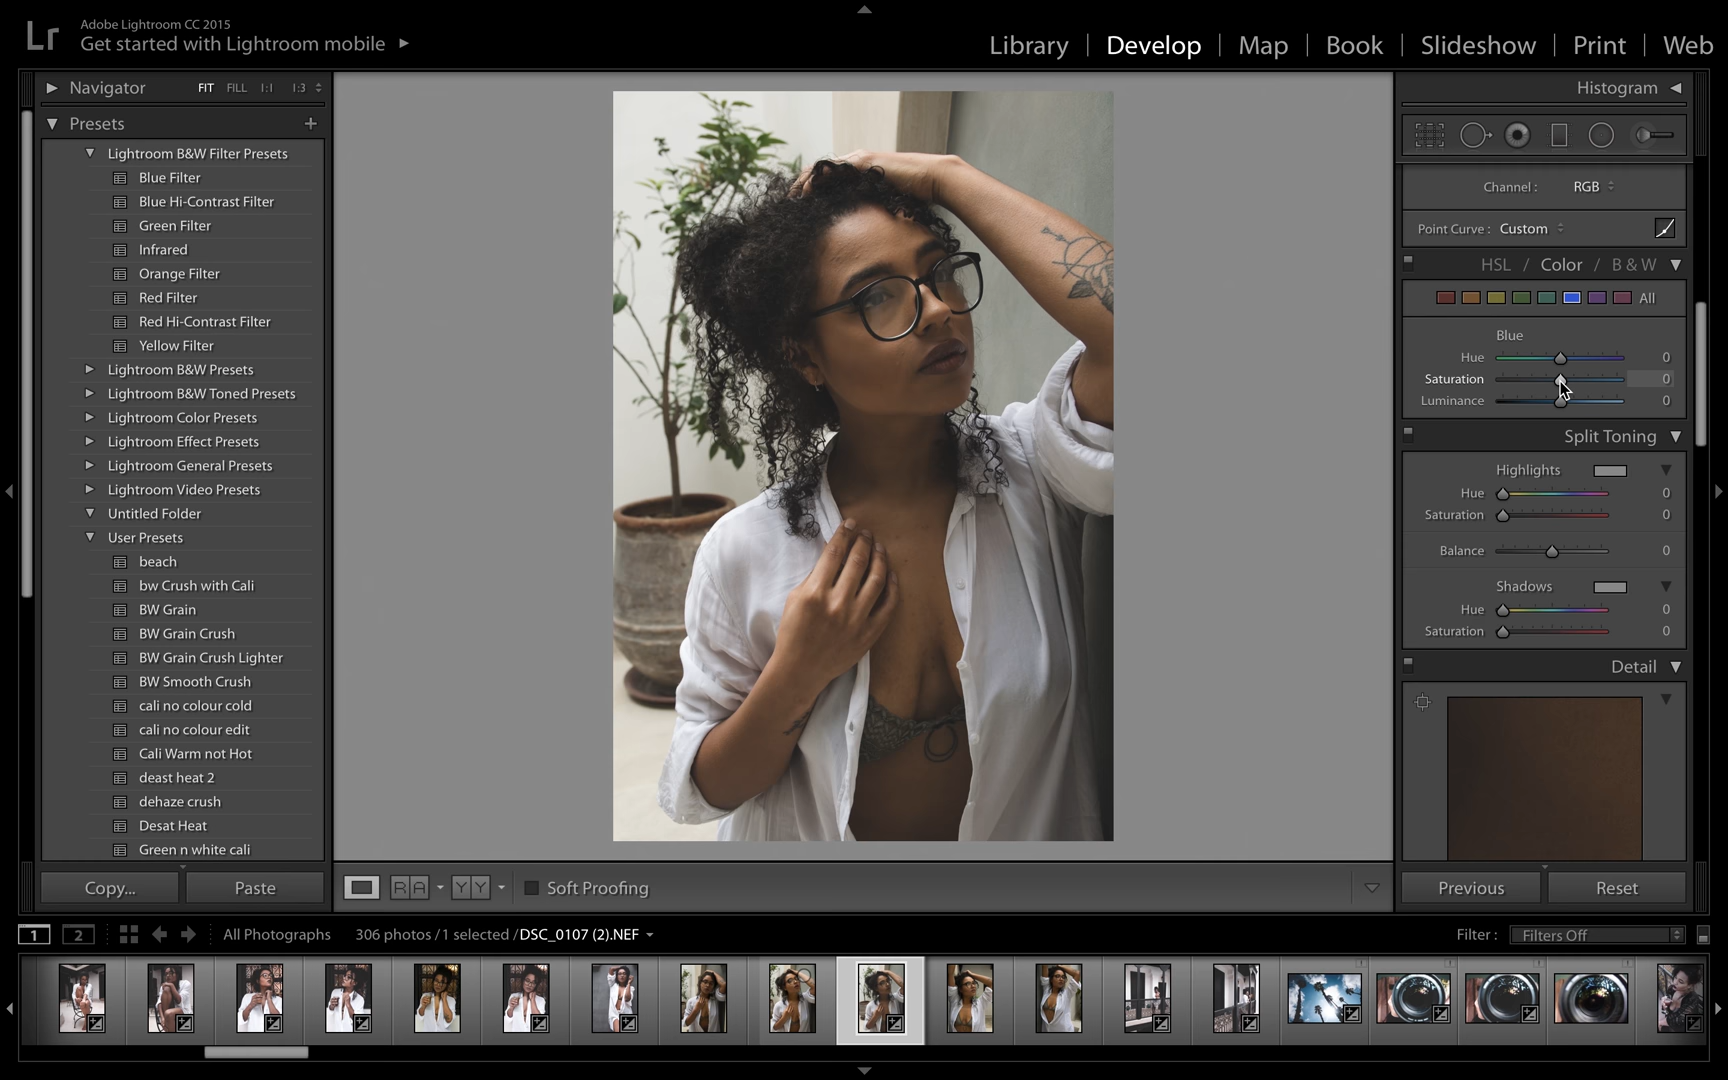 Lr
Adobe Lightroom CC 2015
Get started with Lightroom mobile
Library | Develop | Map | Book | Slideshow | Print | Web
Navigator FIT FILL 1:1 1:3
Presets +
Lightroom B&W Filter Presets
Blue Filter
Blue Hi-Contrast Filter
Green Filter
Infrared
Orange Filter
Red Filter
Red Hi-Contrast Filter
Yellow Filter
Lightroom B&W Presets
Lightroom B&W Toned Presets
Lightroom Color Presets
Lightroom Effect Presets
Lightroom General Presets
Lightroom Video Presets
Untitled Folder
User Presets
beach
bw Crush with Cali
BW Grain
BW Grain Crush
BW Grain Crush Lighter
BW Smooth Crush
cali no colour cold
cali no colour edit
Cali Warm not Hot
deast heat 2
dehaze crush
Desat Heat
Green n white cali
Copy...
Paste
R A
Y Y
Soft Proofing
Histogram
Channel : RGB
Point Curve : Custom
HSL / Color / B & W
All
Blue
Hue 0
Saturation 0
Luminance 0
Split Toning
Highlights
Hue 0
Saturation 0
Balance 0
Shadows
Hue 0
Saturation 0
Detail
Previous
Reset
1 2 All Photographs 306 photos / 1 selected / DSC_0107 (2).NEF
Filter : Filters Off